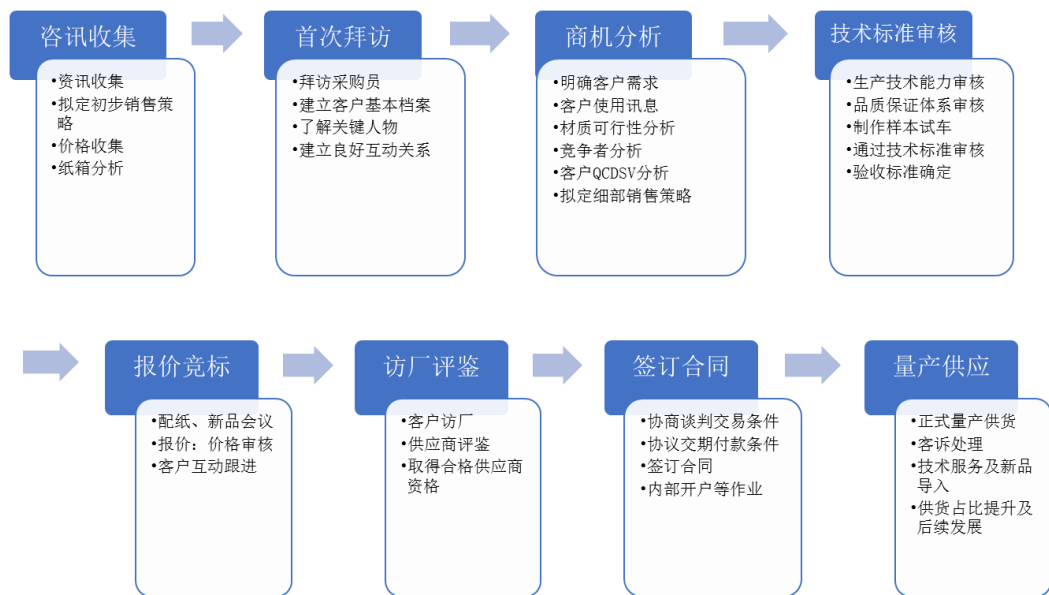 咨讯收集
•资讯收集
•拟定初步销售策
略
•价格收集
•纸箱分析
首次拜访
•拜访采购员
•建立客户基本档案
•了解关键人物
•建立良好互动关系
商机分析
•明确客户需求
•客户使用讯息
•材质可行性分析
•竞争者分析
•客户QCDSV分析
•拟定细部销售策略
技术标准审核
•生产技术能力审核
•品质保证体系审核
•制作样本试车
•通过技术标准审核
•验收标准确定
报价竞标
•配纸、新品会议
•报价：价格审核
•客户互动跟进
访厂评鉴
•客户访厂
•供应商评鉴
•取得合格供应商
资格
签订合同
•协商谈判交易条件
•协议交期付款条件
•签订合同
•内部开户等作业
量产供应
•正式量产供货
•客诉处理
•技术服务及新品
导入
•供货占比提升及
后续发展